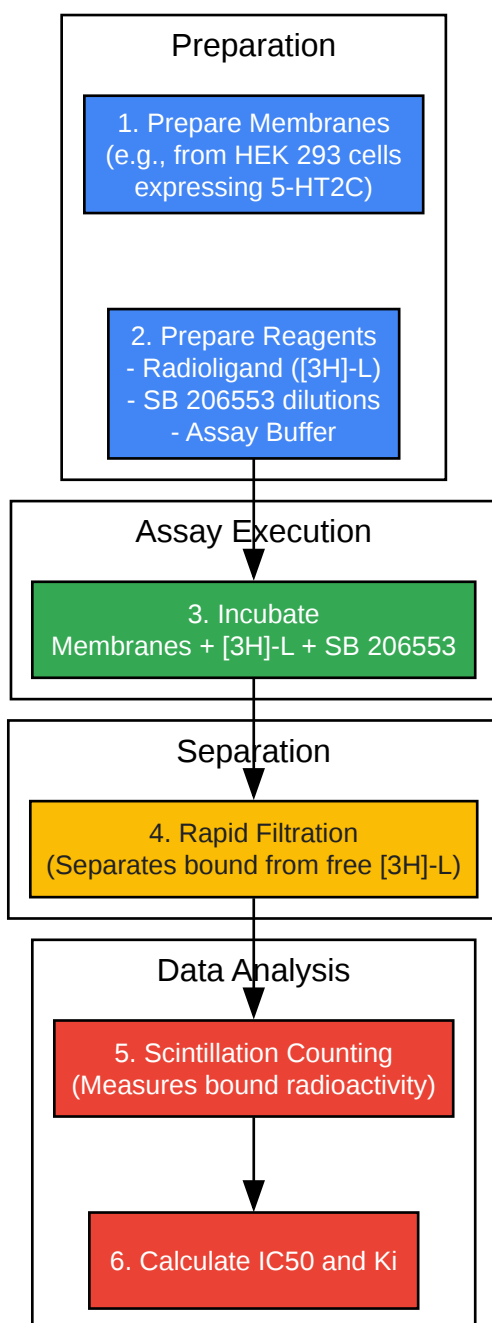 Preparation
1. Prepare Membranes
(e.g., from HEK 293 cells
expressing 5-HT2C)
2. Prepare Reagents
- Radioligand ([3H]-L)
- SB 206553 dilutions
- Assay Buffer
Assay Execution
3. Incubate
Membranes + [3H]-L + SB 206553
Separation
4. Rapid Filtration
(Separates bound from free [3H]-L)
Data Analysis
5. Scintillation Counting
(Measures bound radioactivity)
6. Calculate IC50 and Ki